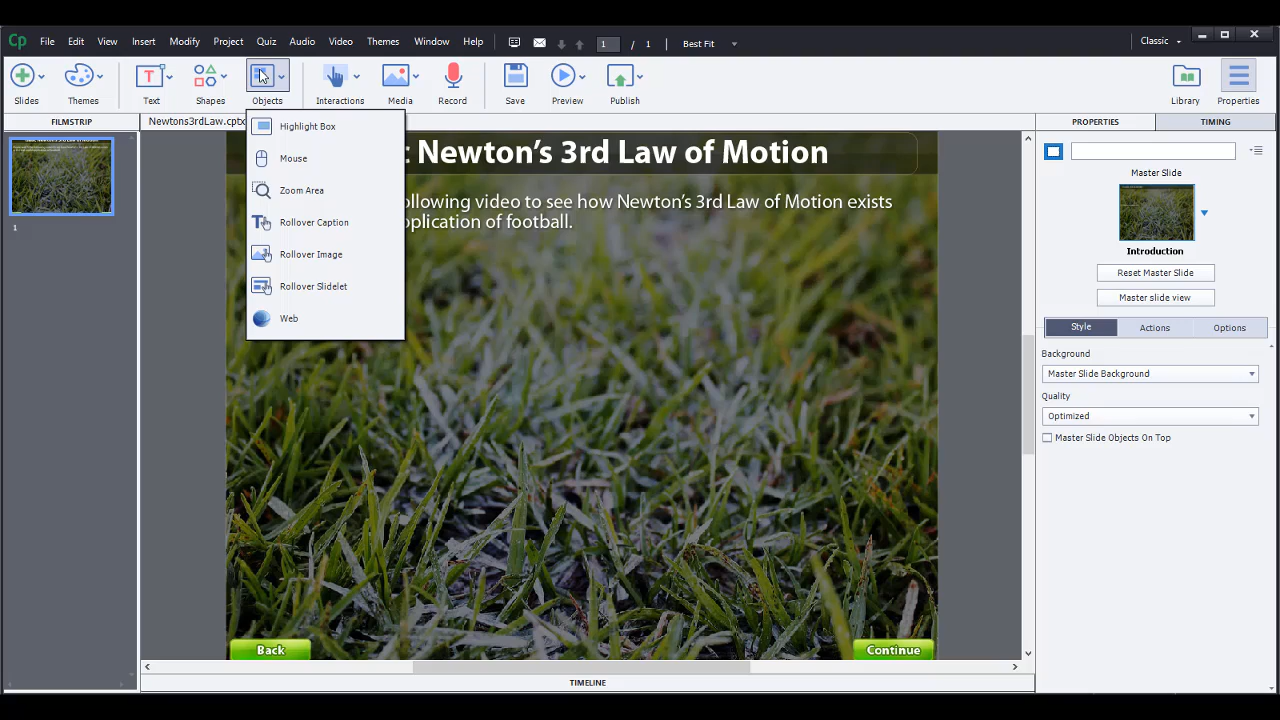 Cp File Edit View Insert Modify Project Quiz Audio Video Themes Window Help 1 / 1 Best Fit Classic
Slides Themes Text Shapes Objects Interactions Media Record Save Preview Publish Library Properties
FILMSTRIP Newtons3rdLaw.cptx PROPERTIES TIMING
Highlight Box
Mouse
Zoom Area
Rollover Caption
Rollover Image
Rollover Slidelet
Web
: Newton's 3rd Law of Motion
ollowing video to see how Newton's 3rd Law of Motion exists
pplication of football.
Back Continue
1
TIMELINE
Master Slide
Introduction
Reset Master Slide
Master slide view
Style Actions Options
Background
Master Slide Background
Quality
Optimized
Master Slide Objects On Top